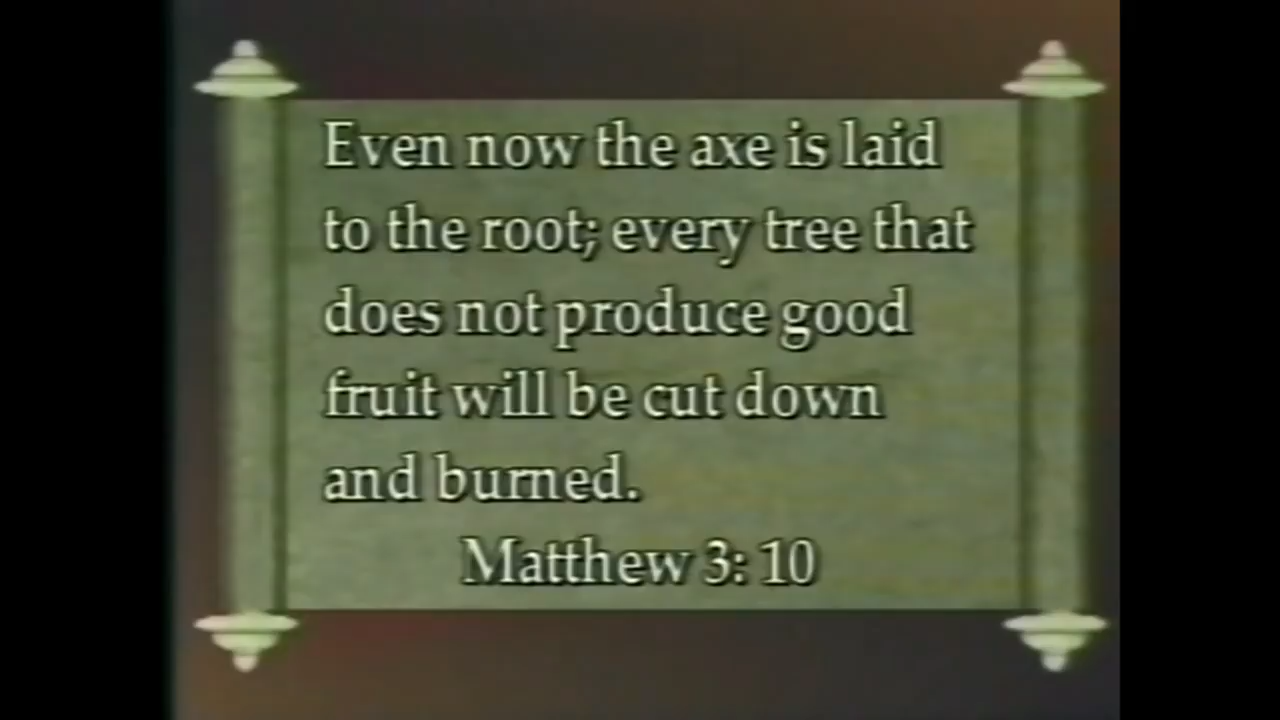 Even now the axe is laid
to the root; every tree that
does not produce good
fruit will be cut down
and burned.
Matthew 3: 10